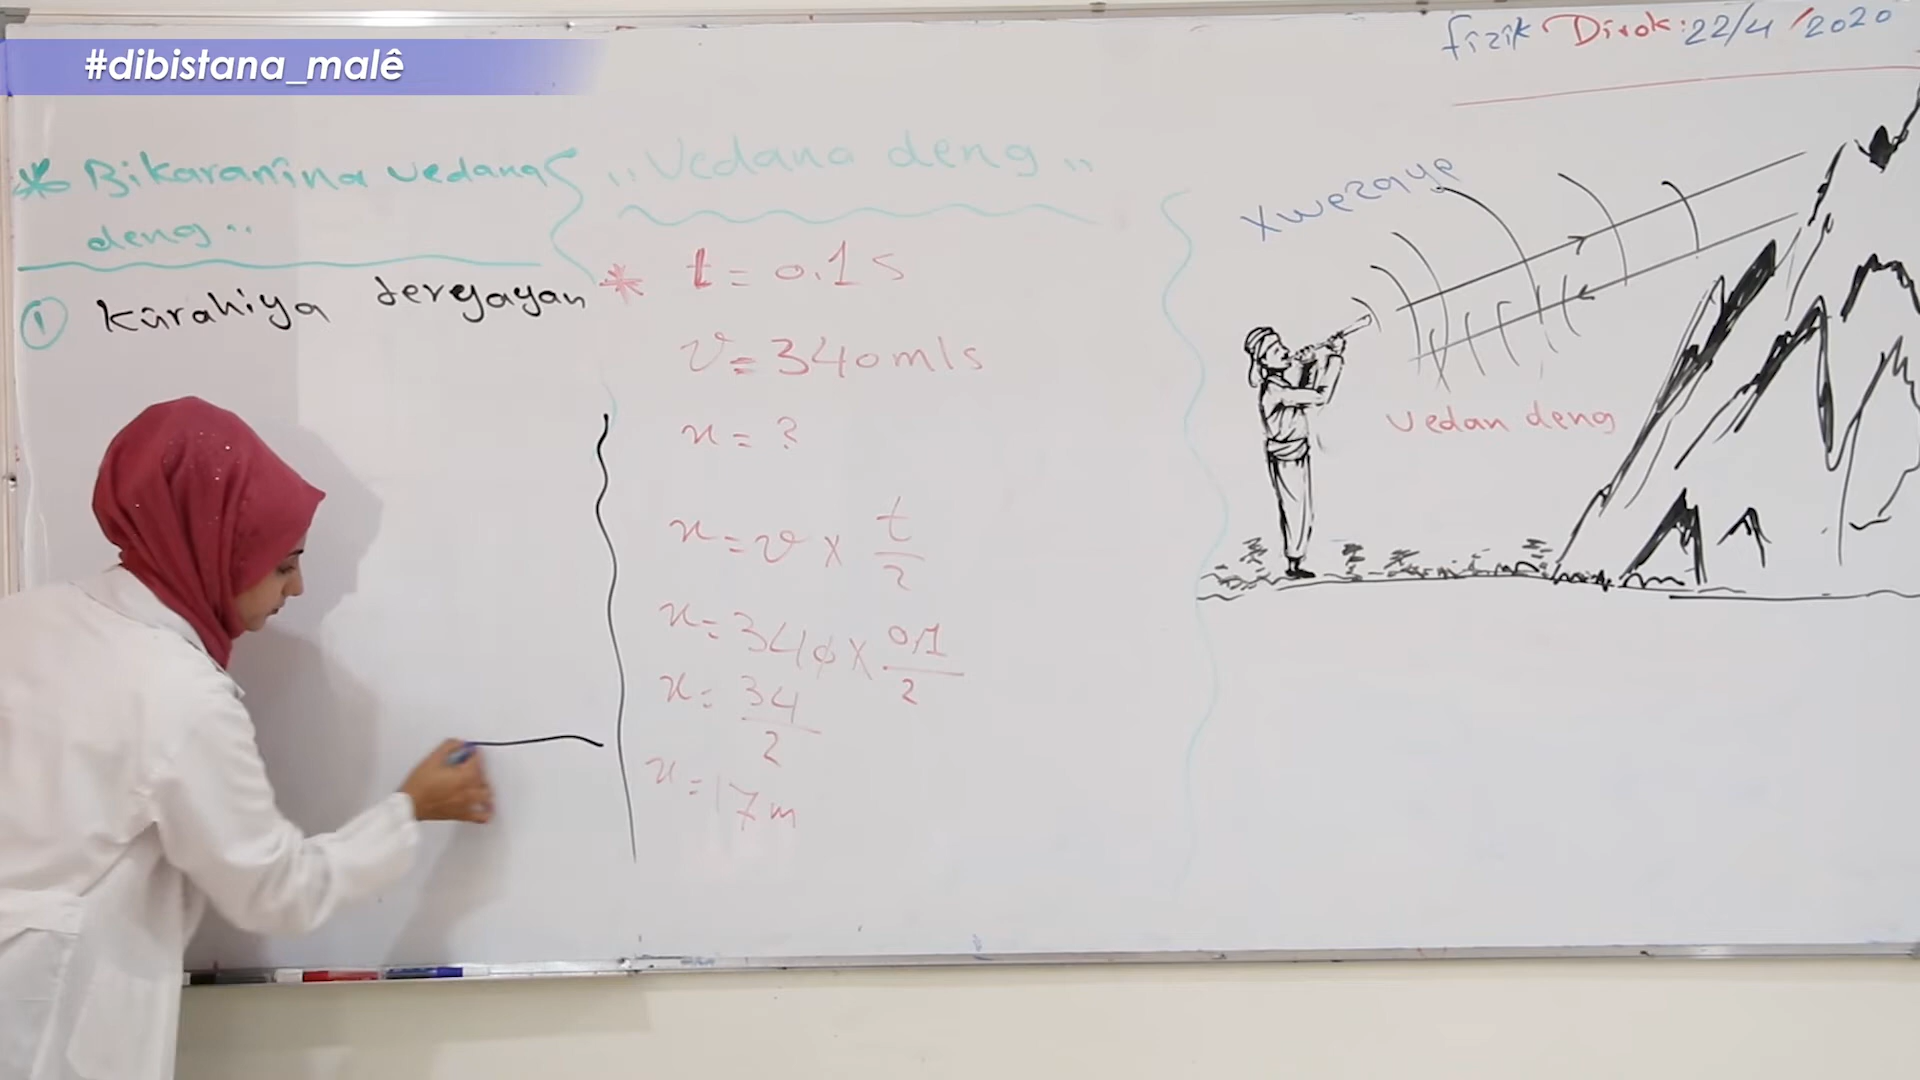 #dibistana_malê
fizik Dirok: 22/4/2020
* Bikaranîna vedana
deng..
① Kûrahiya deryayan
,, Vedana deng ,,
* t = 0.1 s
v = 340 m/s
x = ?
x = v × t/2
x = 340 × 0,1/2
x = 34/2
x = 17 m
Xwezaye
vedan deng